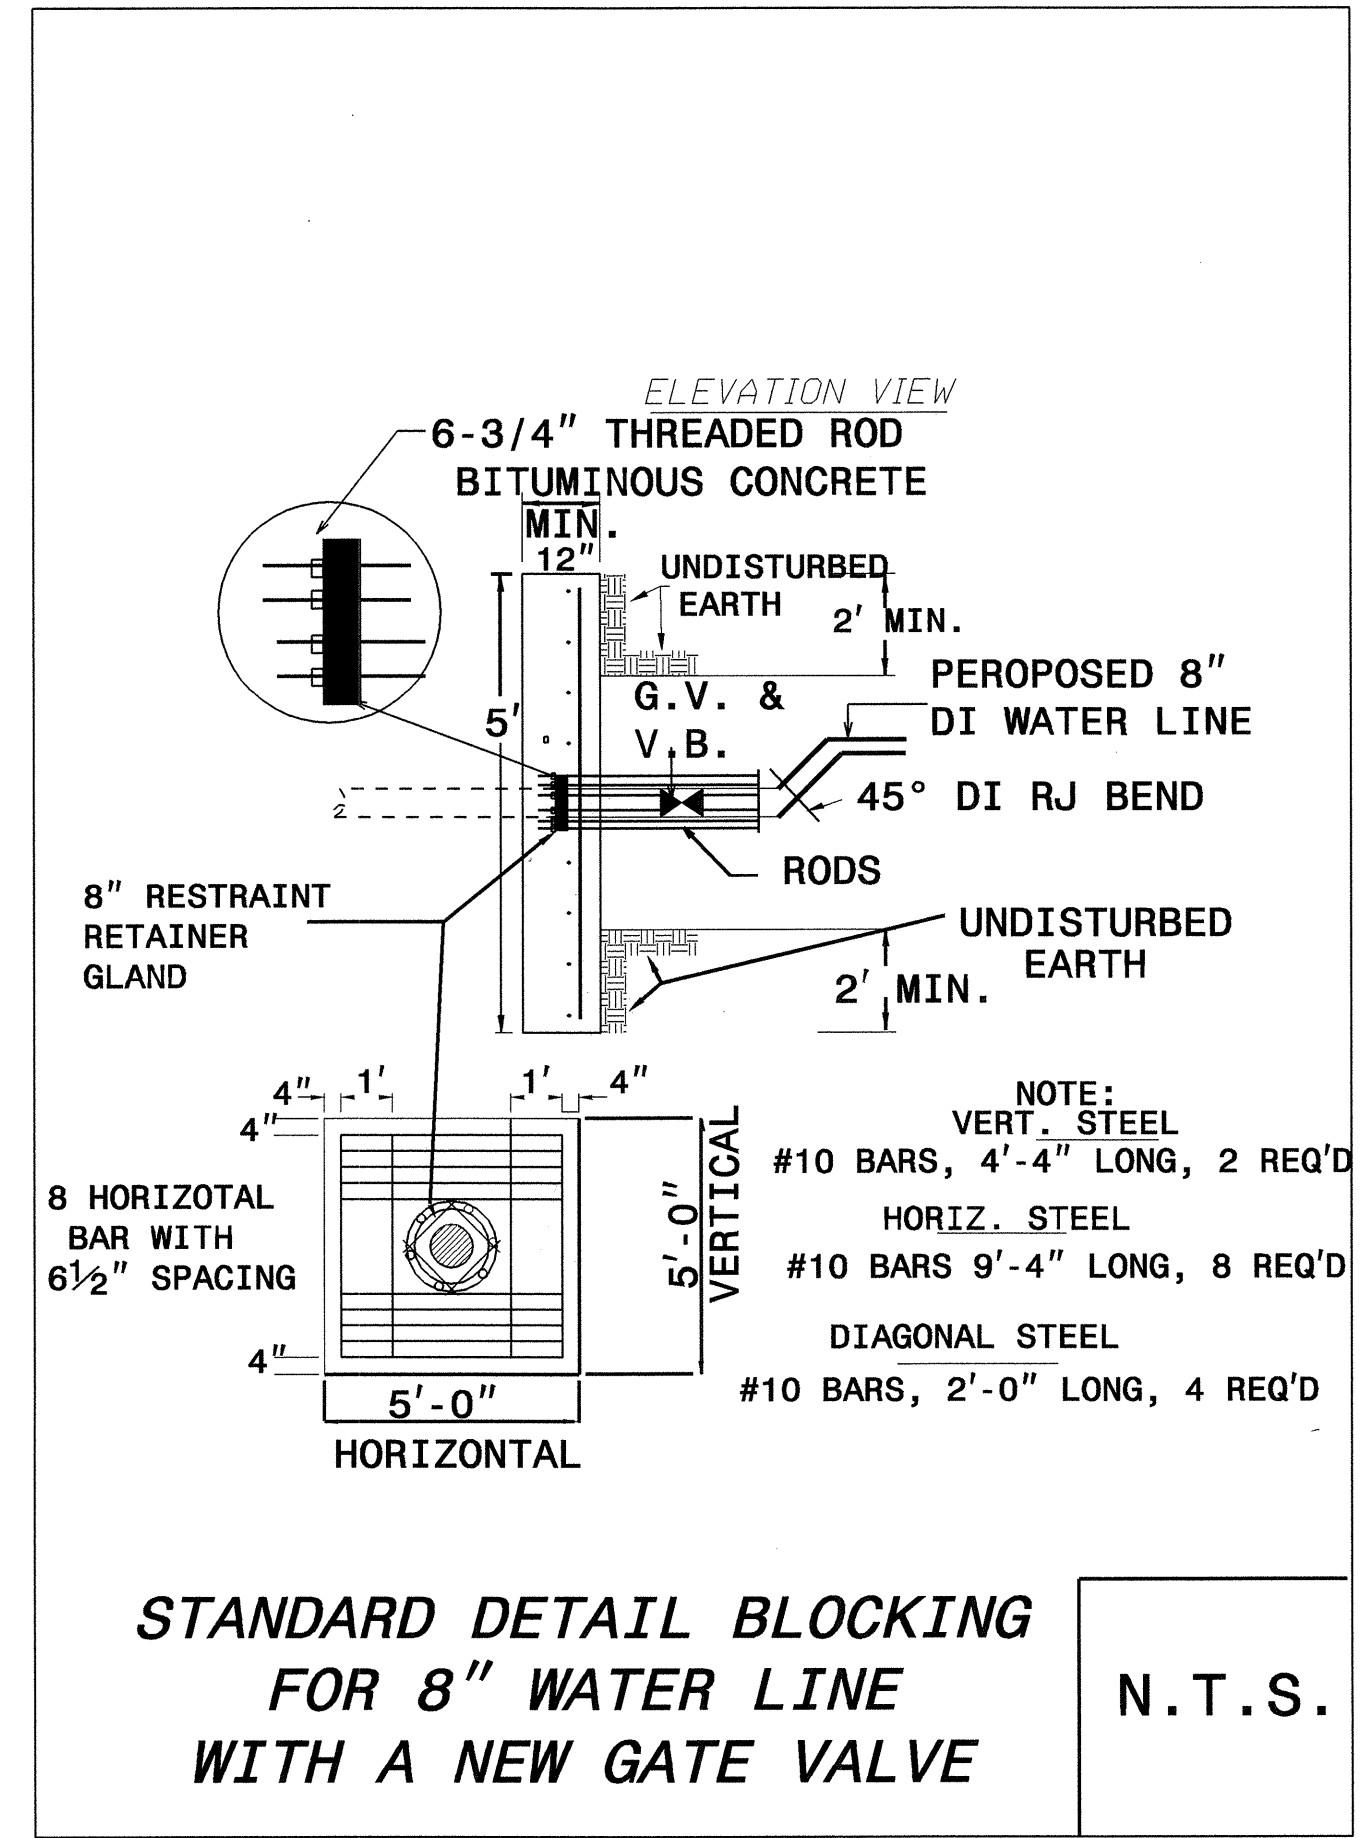 ELEVATION VIEW
6-3/4" THREADED ROD
BITUMINOUS CONCRETE
MIN.
12"
UNDISTURBED
EARTH
2' MIN.
PEROPOSED 8"
DI WATER LINE
G.V. &
V.B.
5'
45° DI RJ BEND
RODS
8" RESTRAINT
RETAINER
GLAND
UNDISTURBED
EARTH
2' MIN.
4" 1' 1' 4"
4"
8 HORIZOTAL
BAR WITH
6½" SPACING
4"
5'-0"
VERTICAL
5'-0"
HORIZONTAL
NOTE:
VERT. STEEL
#10 BARS, 4'-4" LONG, 2 REQ'D
HORIZ. STEEL
#10 BARS 9'-4" LONG, 8 REQ'D
DIAGONAL STEEL
#10 BARS, 2'-0" LONG, 4 REQ'D
STANDARD DETAIL BLOCKING
FOR 8" WATER LINE
WITH A NEW GATE VALVE
N.T.S.